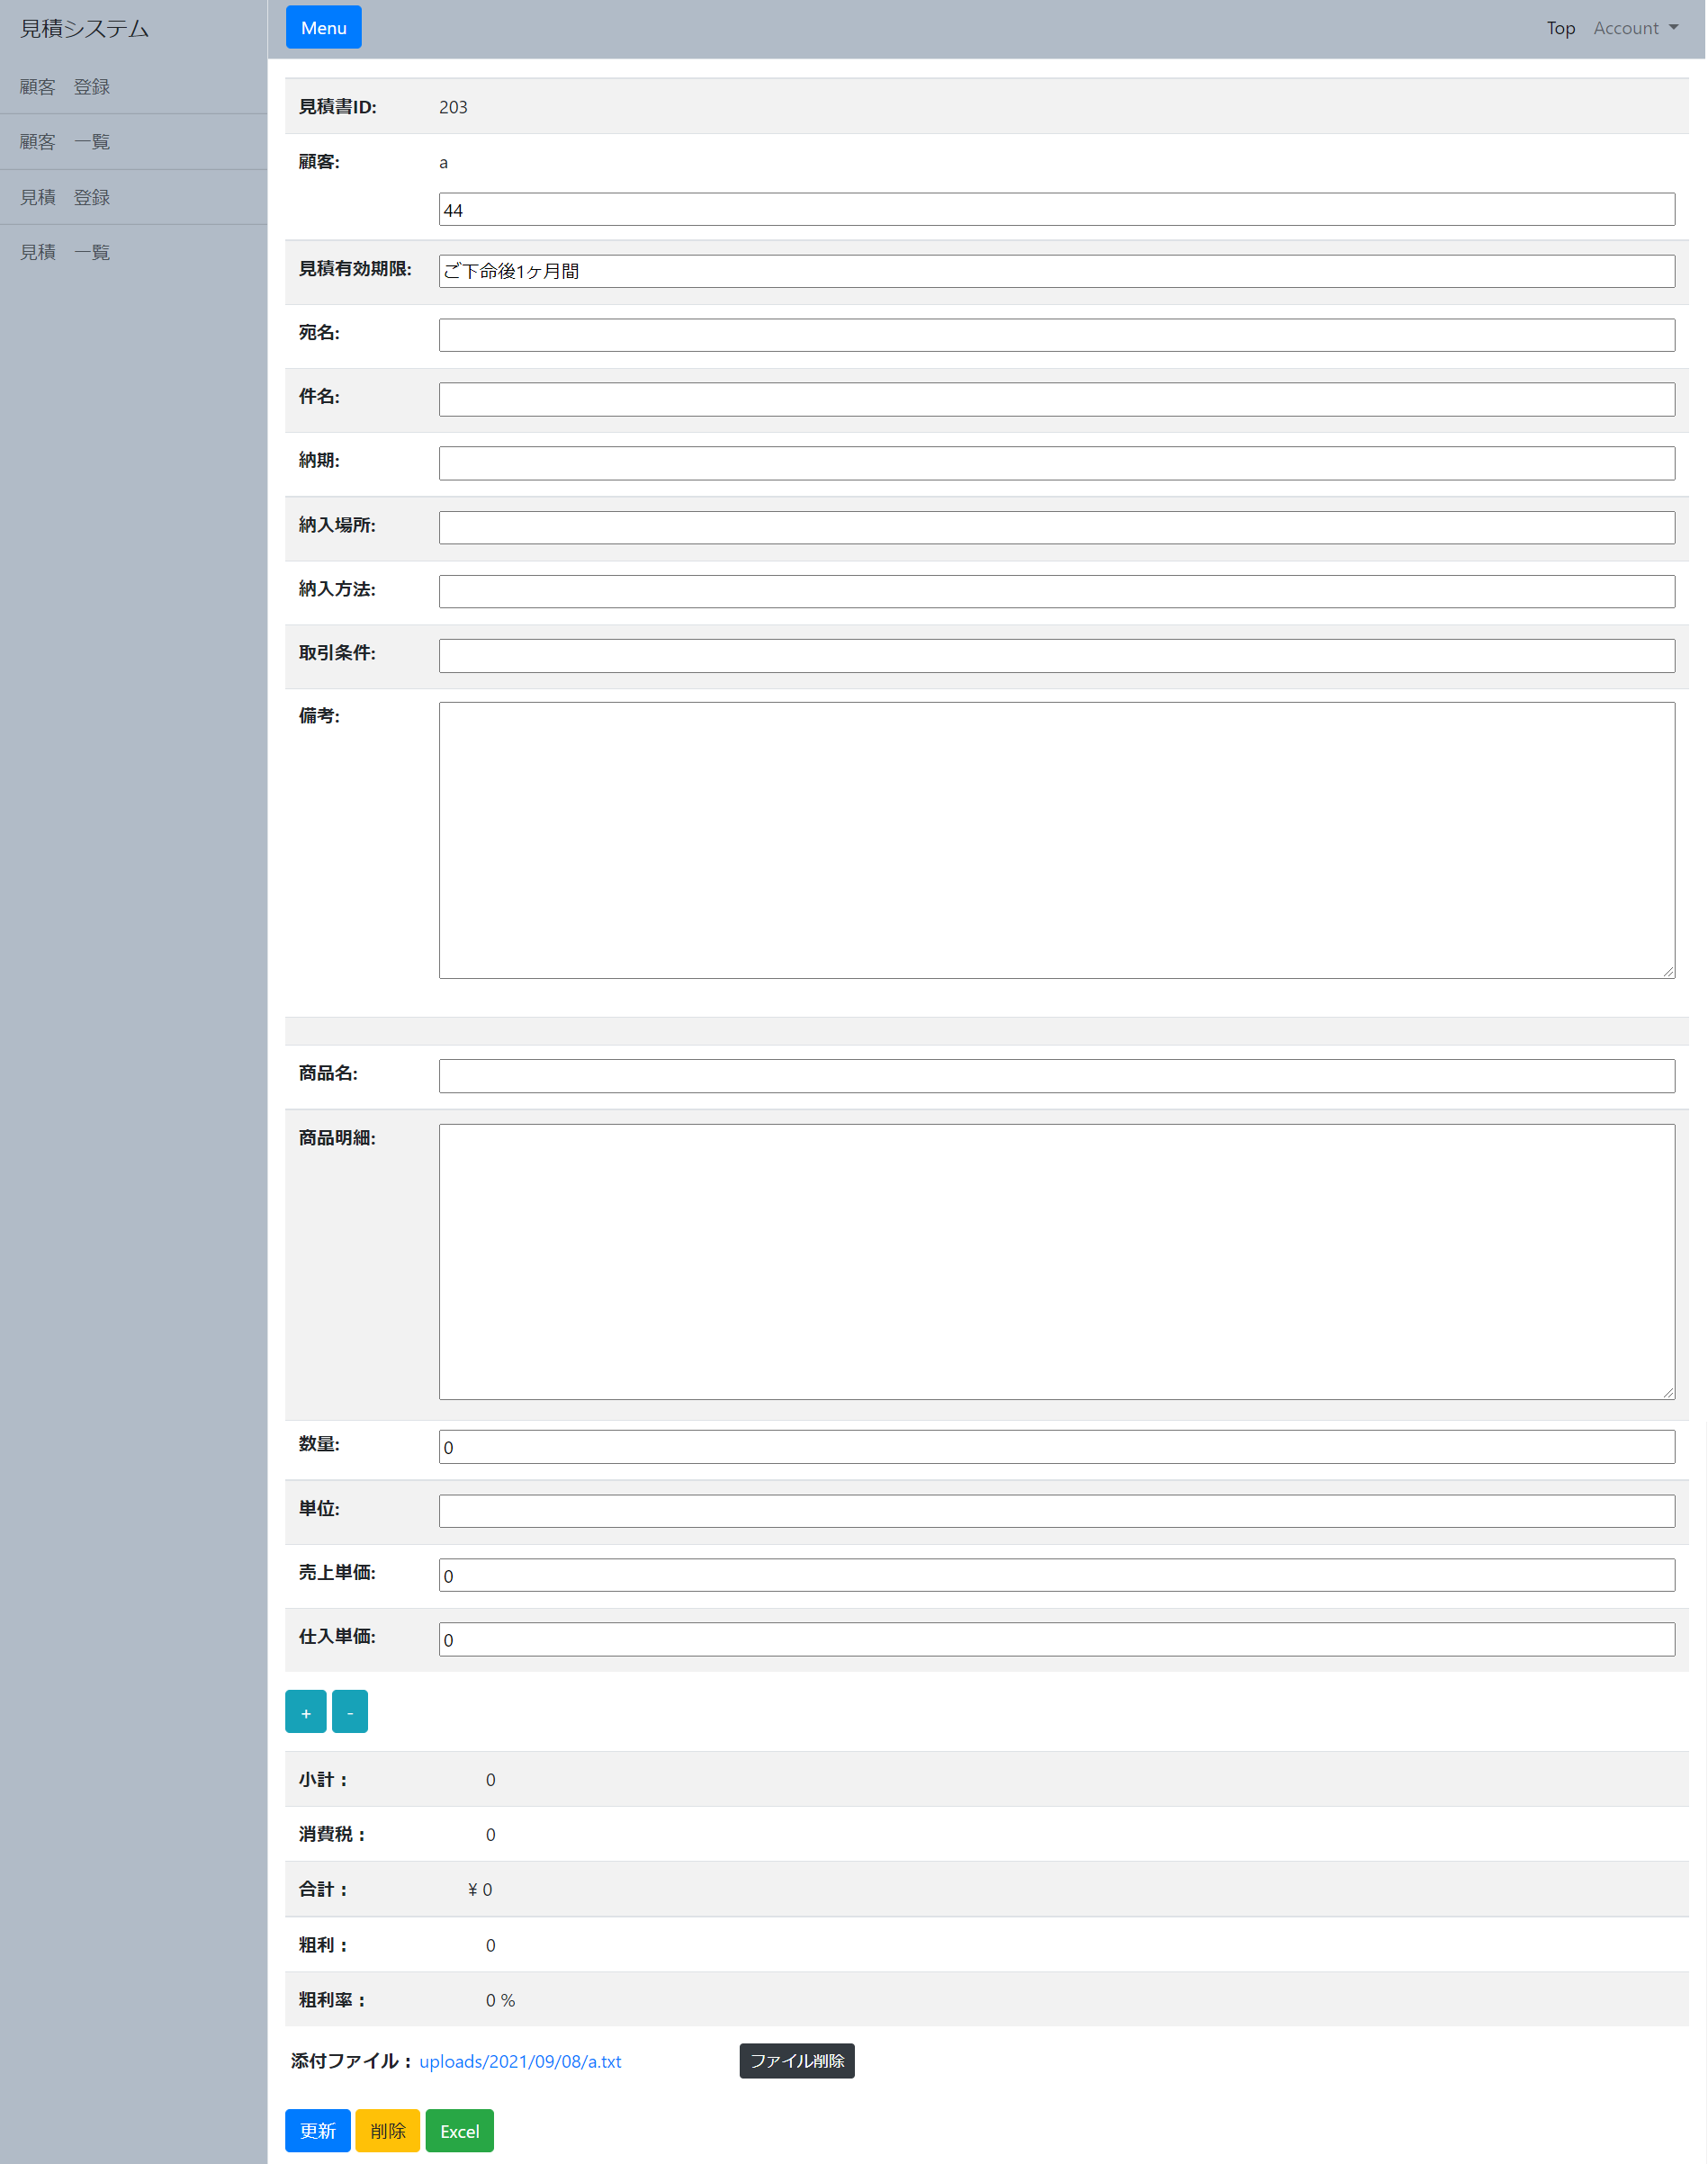 見積システム
顧客　登録
顧客　一覧
見積　登録
見積　一覧
Menu
Top
Account
見積書ID: 203
顧客: a
44
見積有効期限: ご下命後1ヶ月間
宛名:
件名:
納期:
納入場所:
納入方法:
取引条件:
備考:
商品名:
商品明細:
数量: 0
単位:
売上単価: 0
仕入単価: 0
+ -
小計： 0
消費税： 0
合計： ¥ 0
粗利： 0
粗利率： 0 %
添付ファイル： uploads/2021/09/08/a.txt ファイル削除
更新 削除 Excel